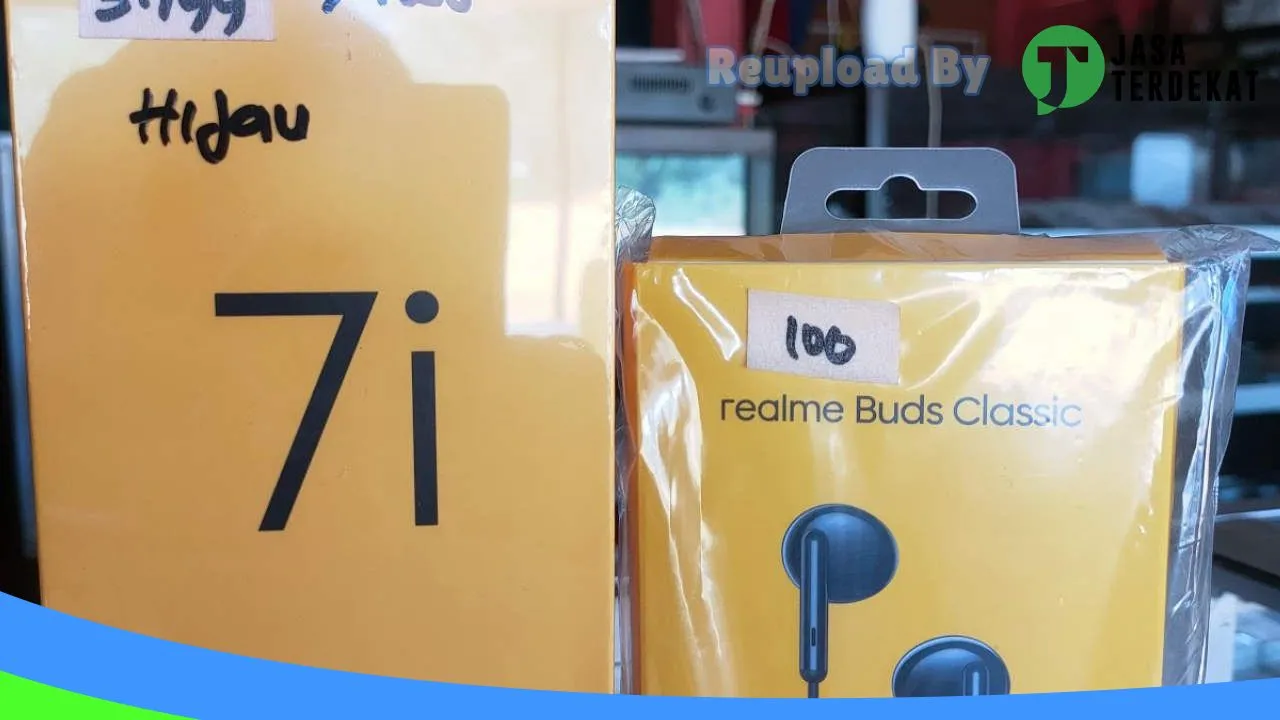 Hijau
7i
Reupload By
JASA
TERDEKAT
100
realme Buds Classic